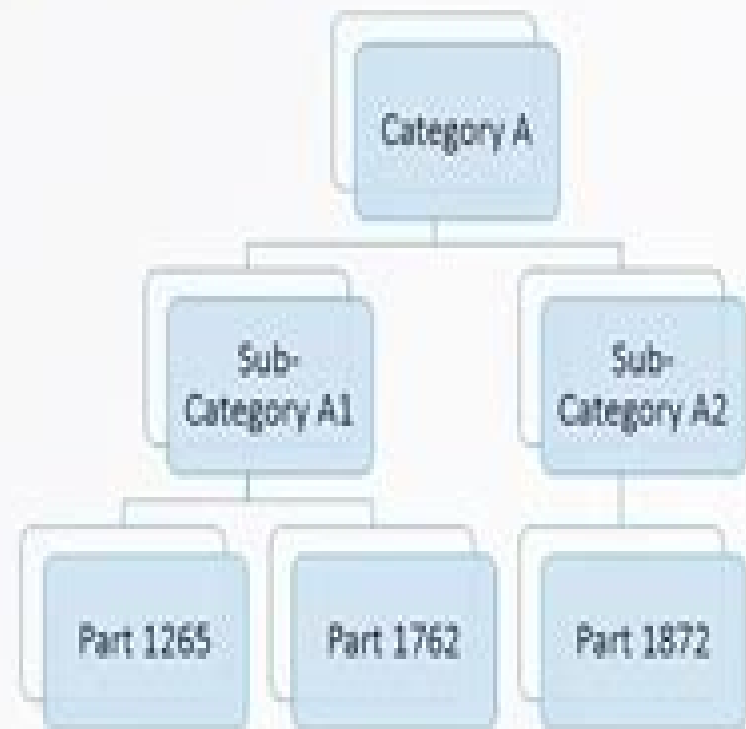 Category A
Sub-
Category A1
Sub-
Category A2
Part 1265
Part 1762
Part 1872